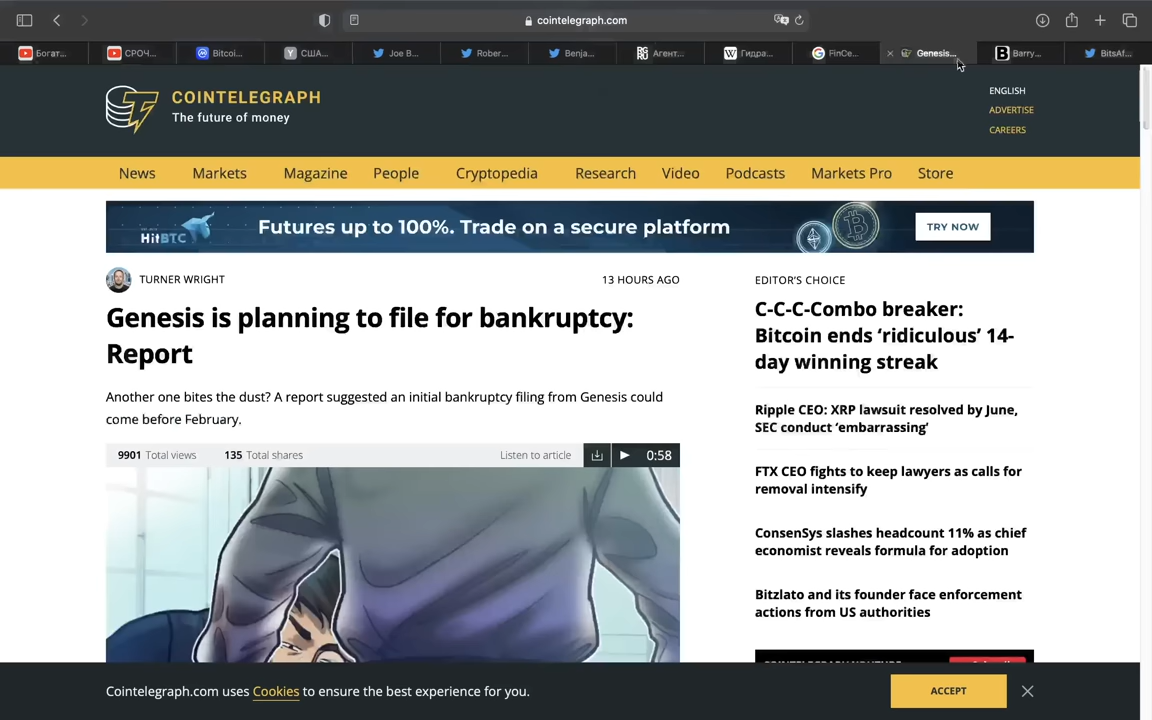 cointelegraph.com
Богат...
СРОЧ...
Bitcoi...
США...
Joe B...
Rober...
Benja...
Агент...
Гидра...
FinCe...
Genesis...
Barry...
BitsAf...
COINTELEGRAPH
The future of money
ENGLISH
ADVERTISE
CAREERS
News Markets Magazine People Cryptopedia Research Video Podcasts Markets Pro Store
HitBTC
Futures up to 100%. Trade on a secure platform
TRY NOW
TURNER WRIGHT
13 HOURS AGO
Genesis is planning to file for bankruptcy:
Report
Another one bites the dust? A report suggested an initial bankruptcy filing from Genesis could
come before February.
9901 Total views 135 Total shares Listen to article 0:58
EDITOR'S CHOICE
C-C-C-Combo breaker:
Bitcoin ends ‘ridiculous’ 14-
day winning streak
Ripple CEO: XRP lawsuit resolved by June,
SEC conduct ‘embarrassing’
FTX CEO fights to keep lawyers as calls for
removal intensify
ConsenSys slashes headcount 11% as chief
economist reveals formula for adoption
Bitzlato and its founder face enforcement
actions from US authorities
Cointelegraph.com uses Cookies to ensure the best experience for you.
ACCEPT